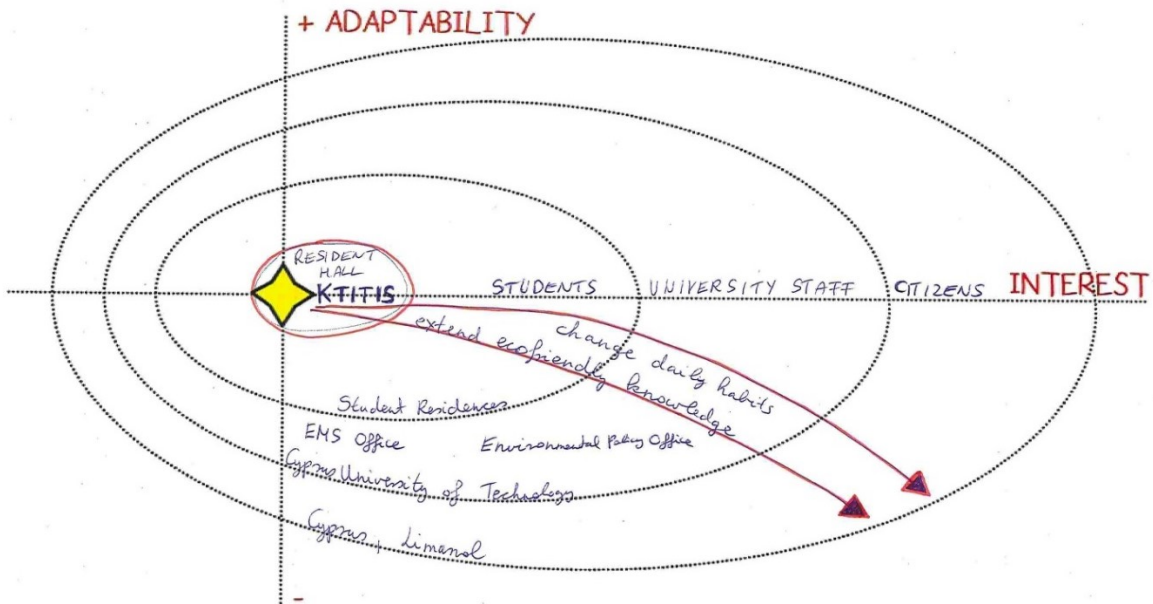 + ADAPTABILITY
RESIDENT
HALL
KTITIS
STUDENTS
UNIVERSITY STAFF
CITIZENS
INTEREST
change daily habits
extend ecofriendly knowledge
Student Residences
EMS Office
Environmental Policy Office
Cyprus University of Technology
Cyprus, Limassol
-